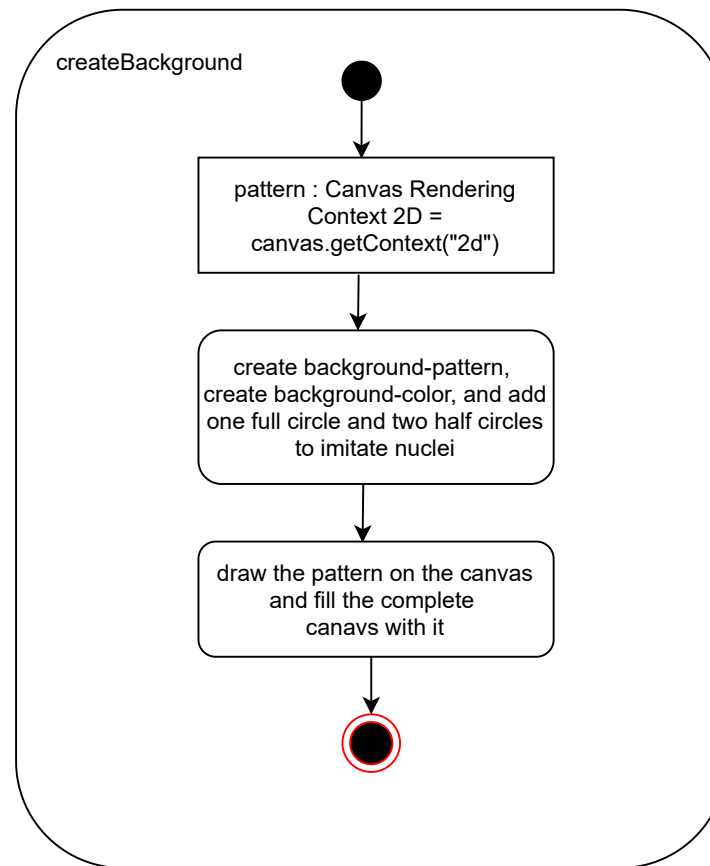 createBackground
pattern : Canvas Rendering
Context 2D =
canvas.getContext("2d")
create background-pattern,
create background-color, and add
one full circle and two half circles
to imitate nuclei
draw the pattern on the canvas
and fill the complete
canavs with it